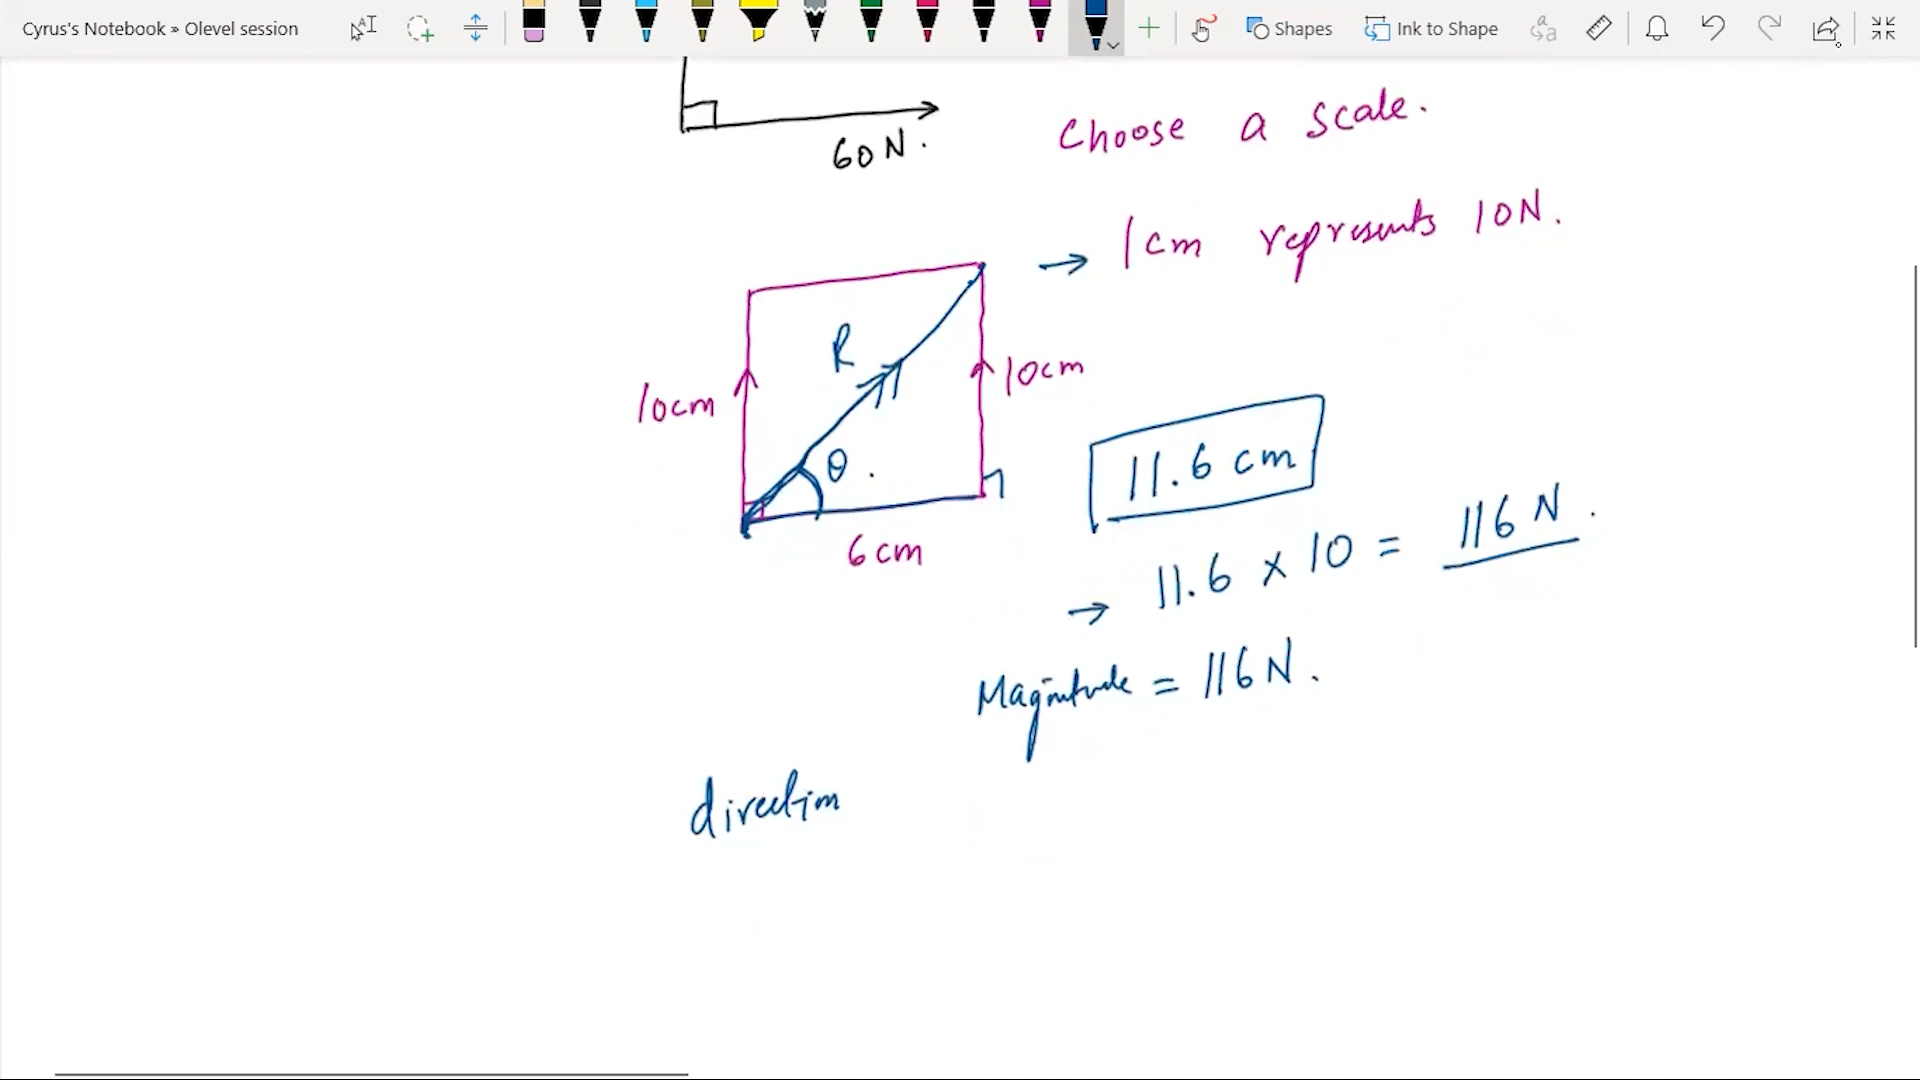 Cyrus's Notebook » Olevel session
Shapes
Ink to Shape
60N.
Choose a scale.
→ 1cm represents 10N.
R
10cm
10cm
θ.
6cm
11.6 cm
→ 11.6 x 10 = 116 N.
Magnitude = 116N.
direction